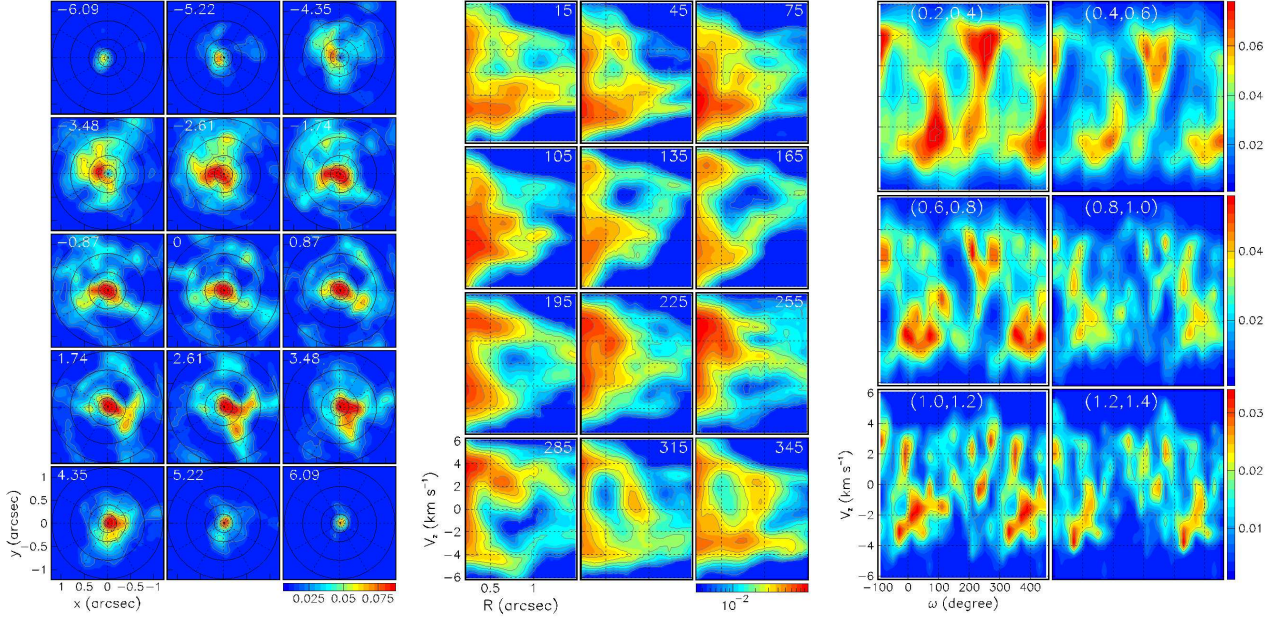 −6.09 −5.22 −4.35
−3.48 −2.61 −1.74
−0.87 0 0.87
1.74 2.61 3.48
4.35 5.22 6.09
1
0.5
0
−0.5
−1
y (arcsec)
1 0.5 0 −0.5 −1
x (arcsec)
0.025 0.05 0.075
15 45 75
105 135 165
195 225 255
285 315 345
6
4
2
0
−2
−4
−6
V_z (km s⁻¹)
0.5 1
R (arcsec)
10⁻²
(0.2,0.4) (0.4,0.6)
0.06
0.04
0.02
(0.6,0.8) (0.8,1.0)
0.04
0.02
(1.0,1.2) (1.2,1.4)
0.03
0.02
0.01
6
4
2
0
−2
−4
−6
V_z (km s⁻¹)
0 100 200 300 400
ω (degree)